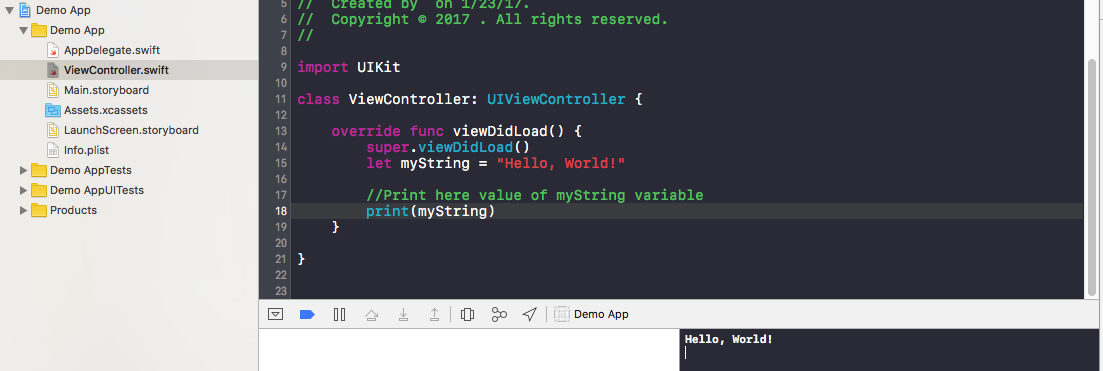 Demo App
Demo App
AppDelegate.swift
ViewController.swift
Main.storyboard
Assets.xcassets
LaunchScreen.storyboard
Info.plist
Demo AppTests
Demo AppUITests
Products
5 //  Created by  on 1/23/17.
6 //  Copyright © 2017 . All rights reserved.
7 //
8
9 import UIKit
10
11 class ViewController: UIViewController {
12
13     override func viewDidLoad() {
14         super.viewDidLoad()
15         let myString = "Hello, World!"
16
17         //Print here value of myString variable
18         print(myString)
19     }
20
21 }
22
23
Demo App
Hello, World!